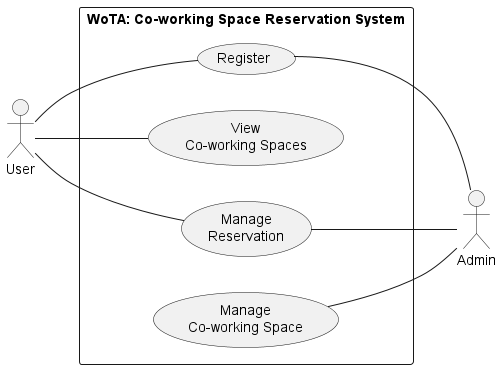 WoTA: Co-working Space Reservation System
Register
View
Co-working Spaces
User
Manage
Reservation
Admin
Manage
Co-working Space